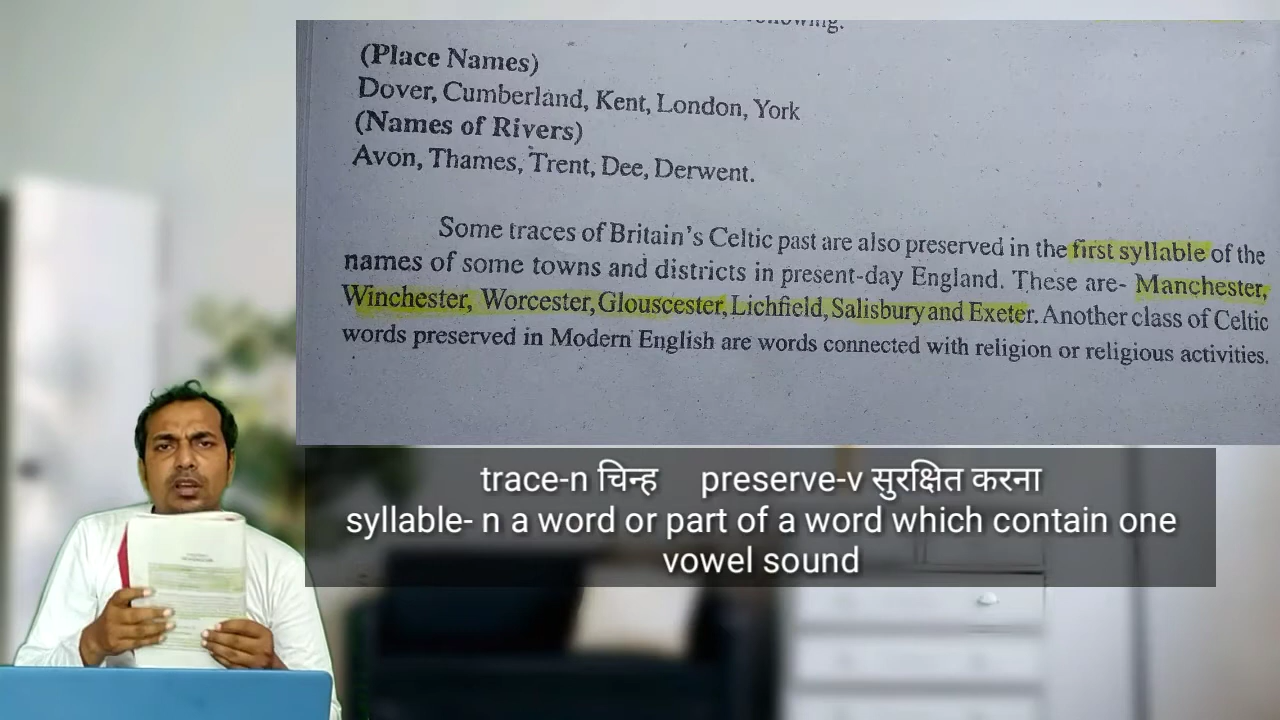 following.
(Place Names)
Dover, Cumberland, Kent, London, York
(Names of Rivers)
Avon, Thames, Trent, Dee, Derwent.
Some traces of Britain's Celtic past are also preserved in the first syllable of the
names of some towns and districts in present-day England. These are- Manchester,
Winchester, Worcester, Glouscester, Lichfield, Salisbury and Exeter. Another class of Celtic
words preserved in Modern English are words connected with religion or religious activities.
trace-n चिन्ह preserve-v सुरक्षित करना
syllable- n a word or part of a word which contain one
vowel sound